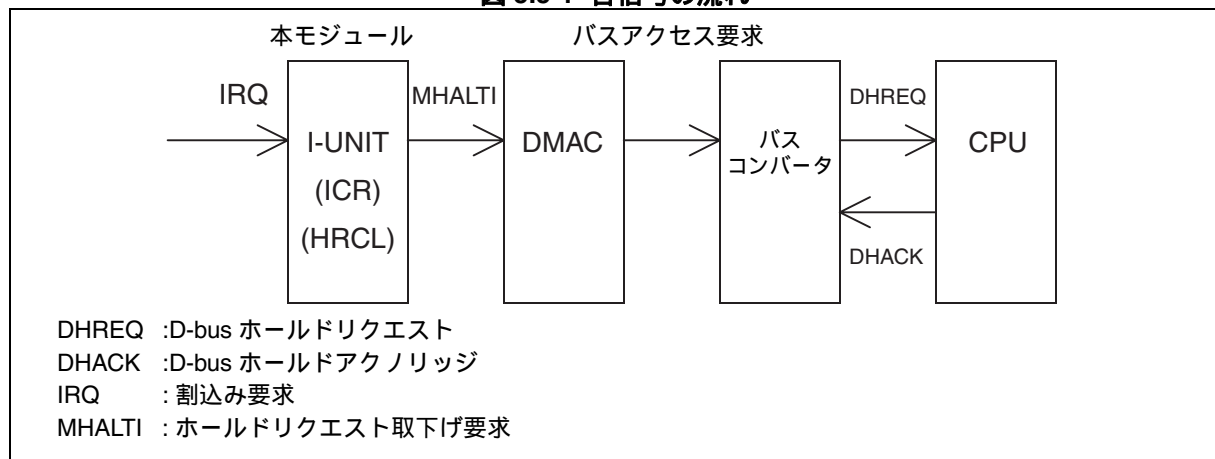 本モジュール バスアクセス要求
IRQ MHALTI DHREQ
I-UNIT DMAC バス CPU
コンバータ
(ICR)
(HRCL)
DHACK
DHREQ :D-bus ホールドリクエスト
DHACK :D-bus ホールドアクノリッジ
IRQ : 割込み要求
MHALTI : ホールドリクエスト取下げ要求